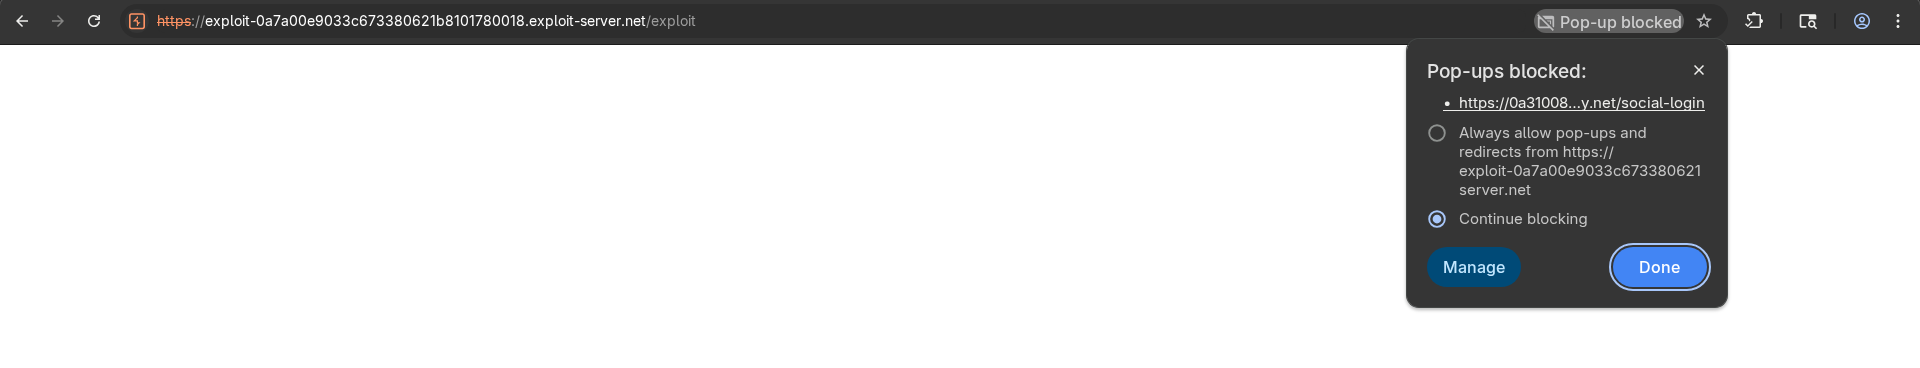 https://exploit-0a7a00e9033c673380621b8101780018.exploit-server.net/exploit
Pop-up blocked
Pop-ups blocked:
• https://0a31008...y.net/social-login
Always allow pop-ups and
redirects from https://
exploit-0a7a00e9033c673380621
server.net
Continue blocking
Manage
Done